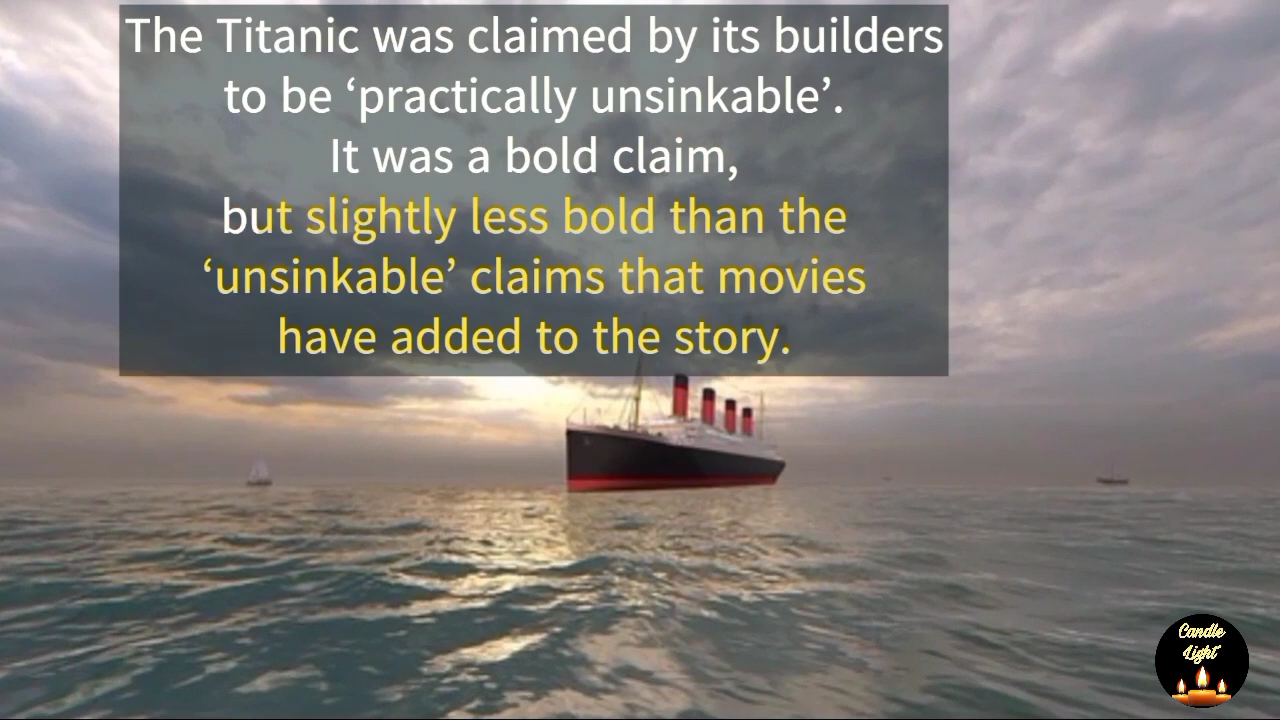 The Titanic was claimed by its builders
to be ‘practically unsinkable’.
It was a bold claim,
but slightly less bold than the
‘unsinkable’ claims that movies
have added to the story.
Candle
Light